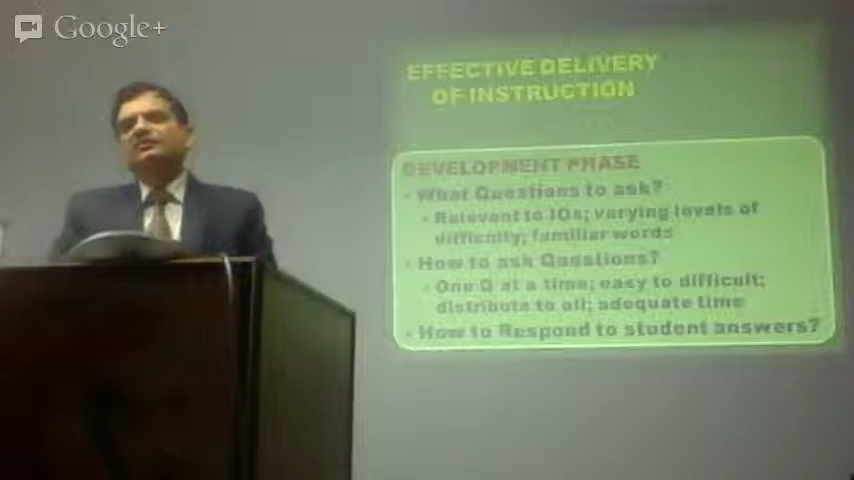 Google+
EFFECTIVE DELIVERY
OF INSTRUCTION
DEVELOPMENT PHASE
• What Questions to ask?
• Relevant to IOs; varying levels of
difficulty; familiar words
• How to ask Questions?
• One Q at a time; easy to difficult;
distribute to all; adequate time
• How to Respond to student answers?